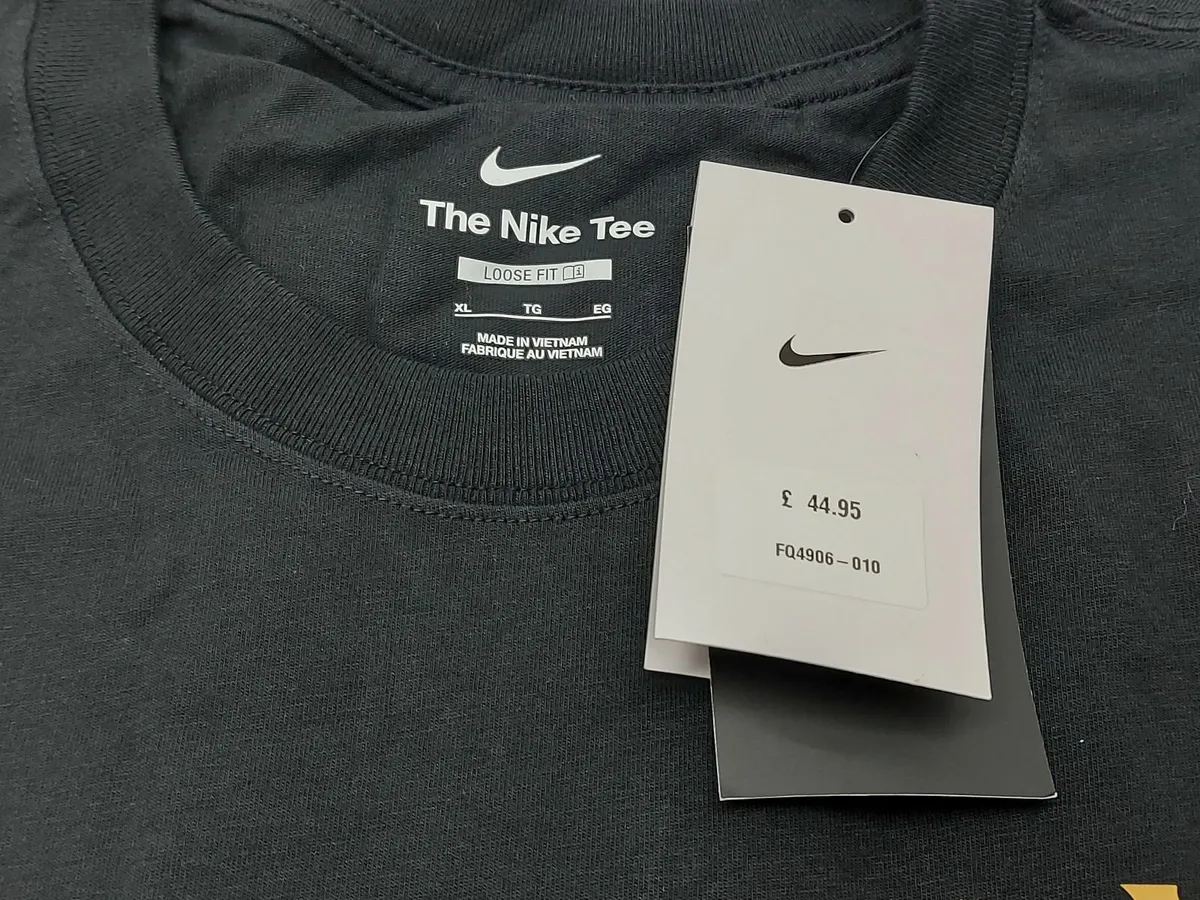 The Nike Tee
LOOSE FIT
XL TG EG
MADE IN VIETNAM
FABRIQUE AU VIETNAM
£ 44.95
FQ4906-010